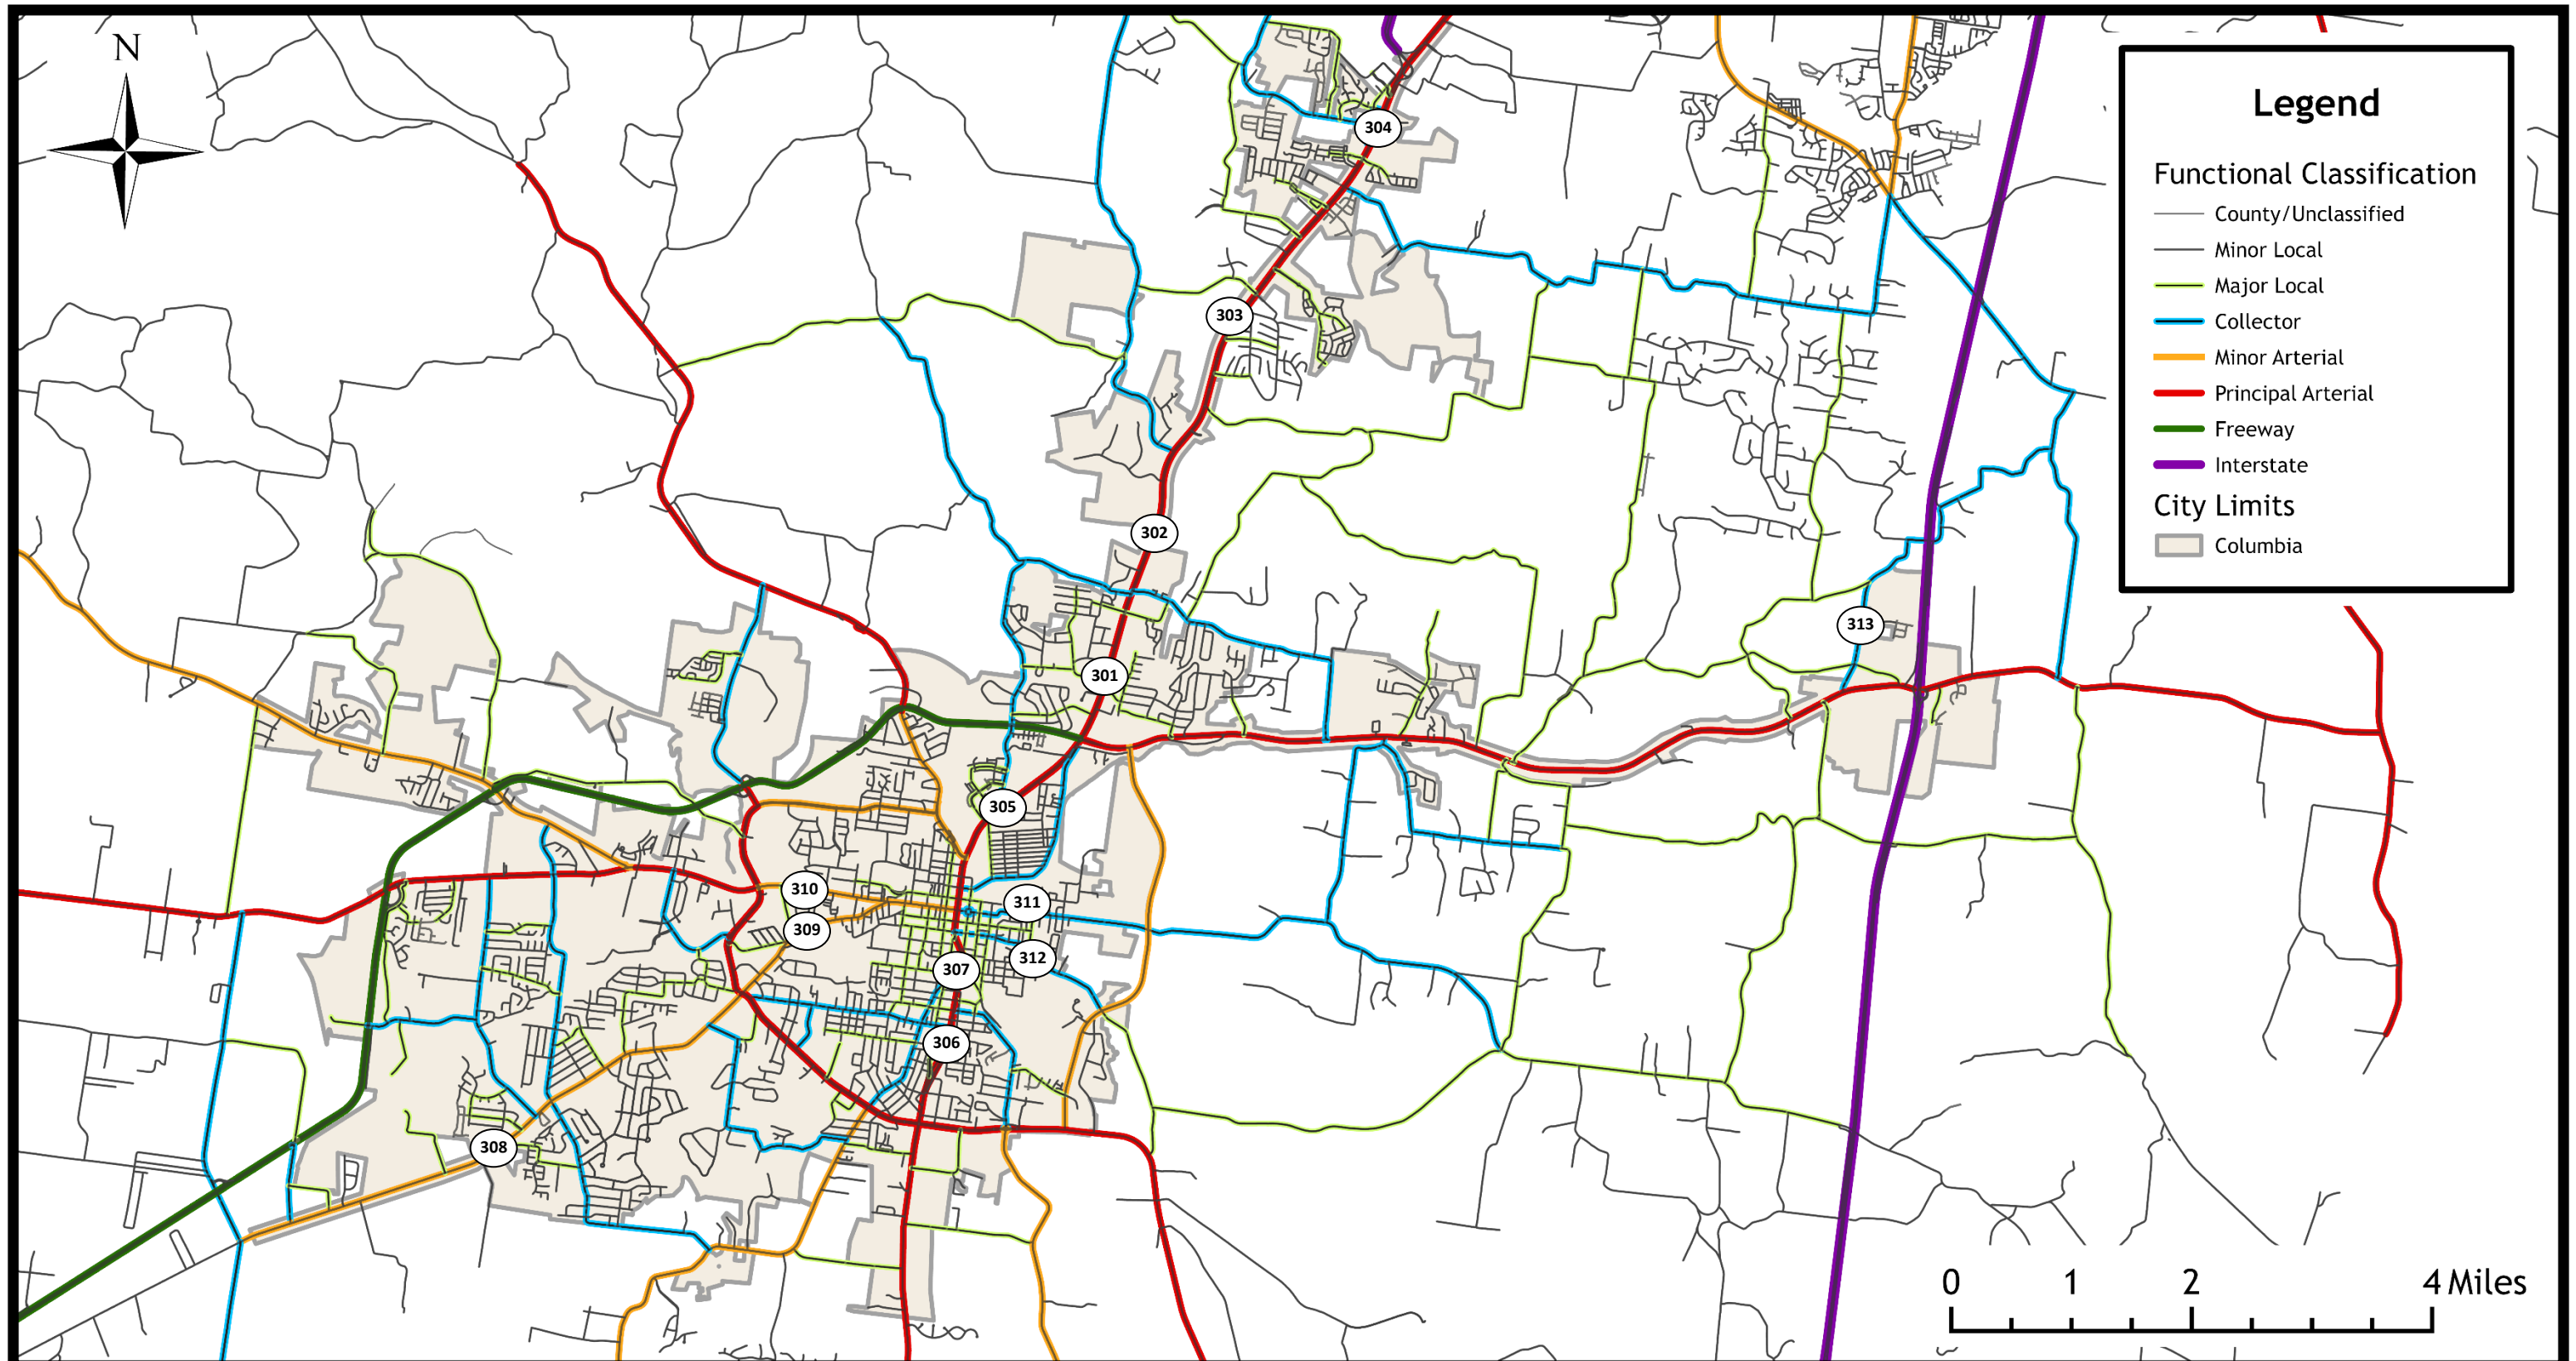 N
304
Legend
Functional Classification
County/Unclassified
Minor Local
Major Local
Collector
Minor Arterial
Principal Arterial
Freeway
Interstate
City Limits
Columbia
303
302
313
301
305
310
311
309
312
307
306
308
0 1 2 4 Miles